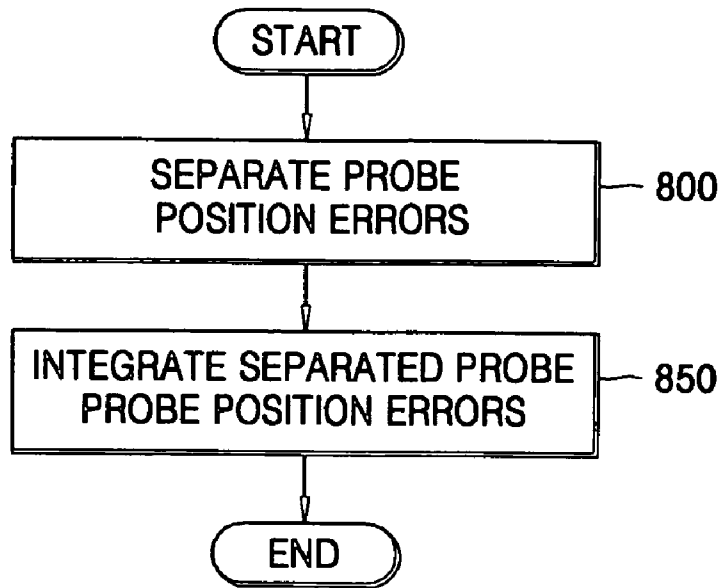 START
SEPARATE PROBE
POSITION ERRORS
800
INTEGRATE SEPARATED PROBE
PROBE POSITION ERRORS
850
END